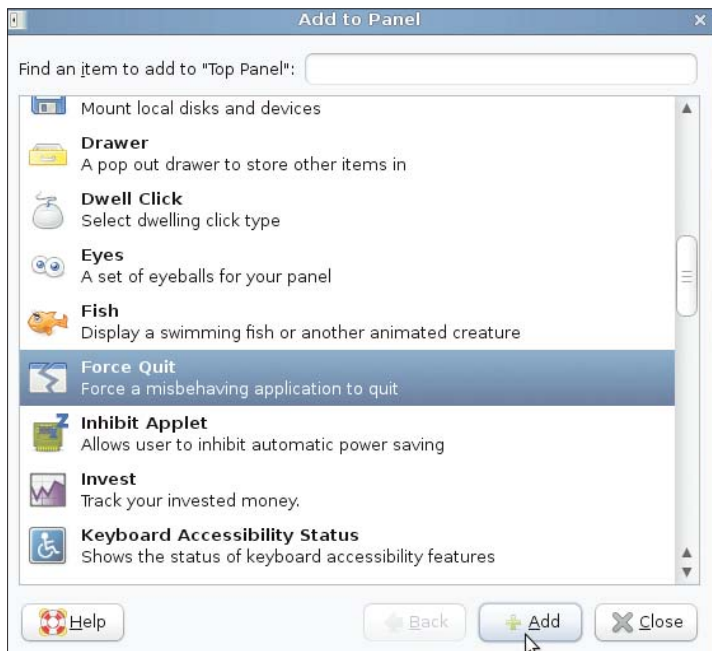 Add to Panel
Find an item to add to "Top Panel":
Mount local disks and devices
Drawer
A pop out drawer to store other items in
Dwell Click
Select dwelling click type
Eyes
A set of eyeballs for your panel
Fish
Display a swimming fish or another animated creature
Force Quit
Force a misbehaving application to quit
Inhibit Applet
Allows user to inhibit automatic power saving
Invest
Track your invested money.
Keyboard Accessibility Status
Shows the status of keyboard accessibility features
Help
Back
Add
Close